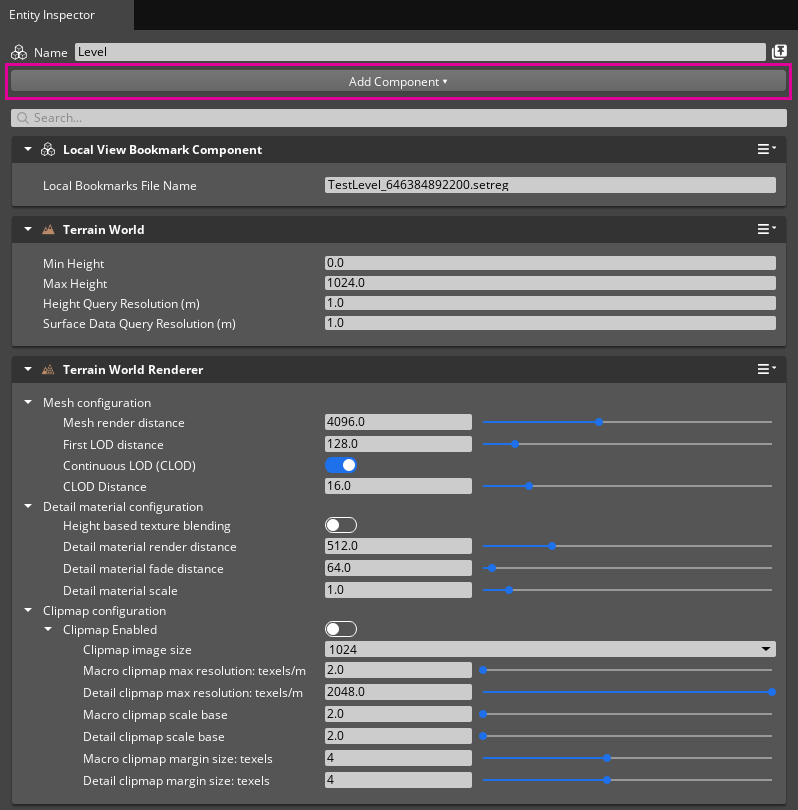 Entity Inspector
Name Level
Add Component
Search...
Local View Bookmark Component
Local Bookmarks File Name TestLevel_646384892200.setreg
Terrain World
Min Height 0.0
Max Height 1024.0
Height Query Resolution (m) 1.0
Surface Data Query Resolution (m) 1.0
Terrain World Renderer
Mesh configuration
Mesh render distance 4096.0
First LOD distance 128.0
Continuous LOD (CLOD)
CLOD Distance 16.0
Detail material configuration
Height based texture blending
Detail material render distance 512.0
Detail material fade distance 64.0
Detail material scale 1.0
Clipmap configuration
Clipmap Enabled
Clipmap image size 1024
Macro clipmap max resolution: texels/m 2.0
Detail clipmap max resolution: texels/m 2048.0
Macro clipmap scale base 2.0
Detail clipmap scale base 2.0
Macro clipmap margin size: texels 4
Detail clipmap margin size: texels 4